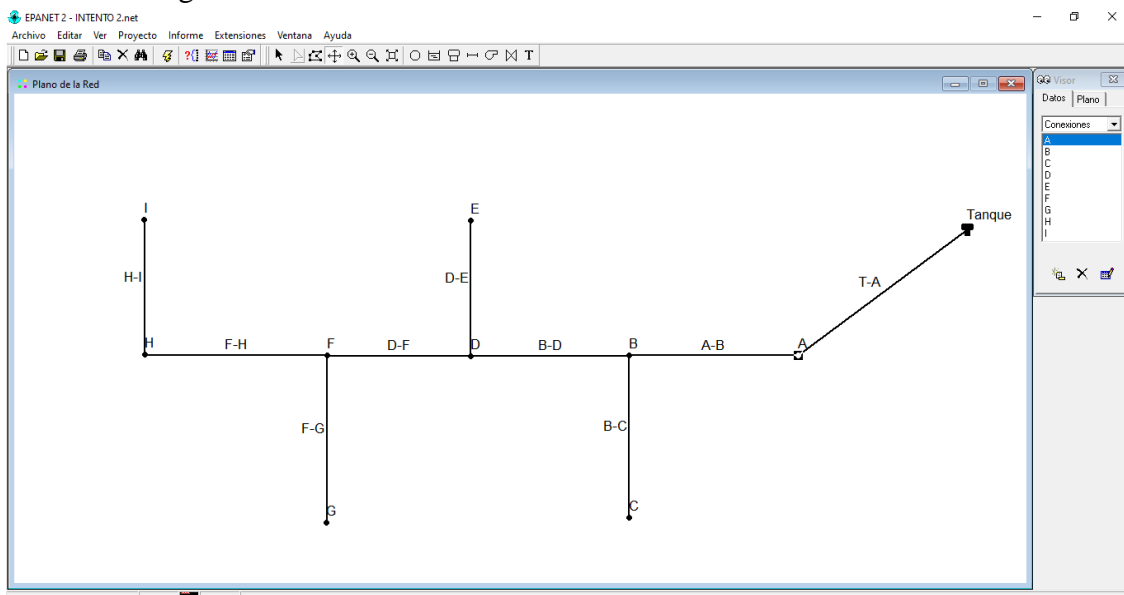 EPANET 2 - INTENTO 2.net
Archivo Editar Ver Proyecto Informe Extensiones Ventana Ayuda
T
Plano de la Red
Visor
Datos Plano
Conexiones
A
B
C
D
E
F
G
H
I
I
E
Tanque
H-I
D-E
T-A
H
F-H
F
D-F
D
B-D
B
A-B
A
F-G
B-C
G
C